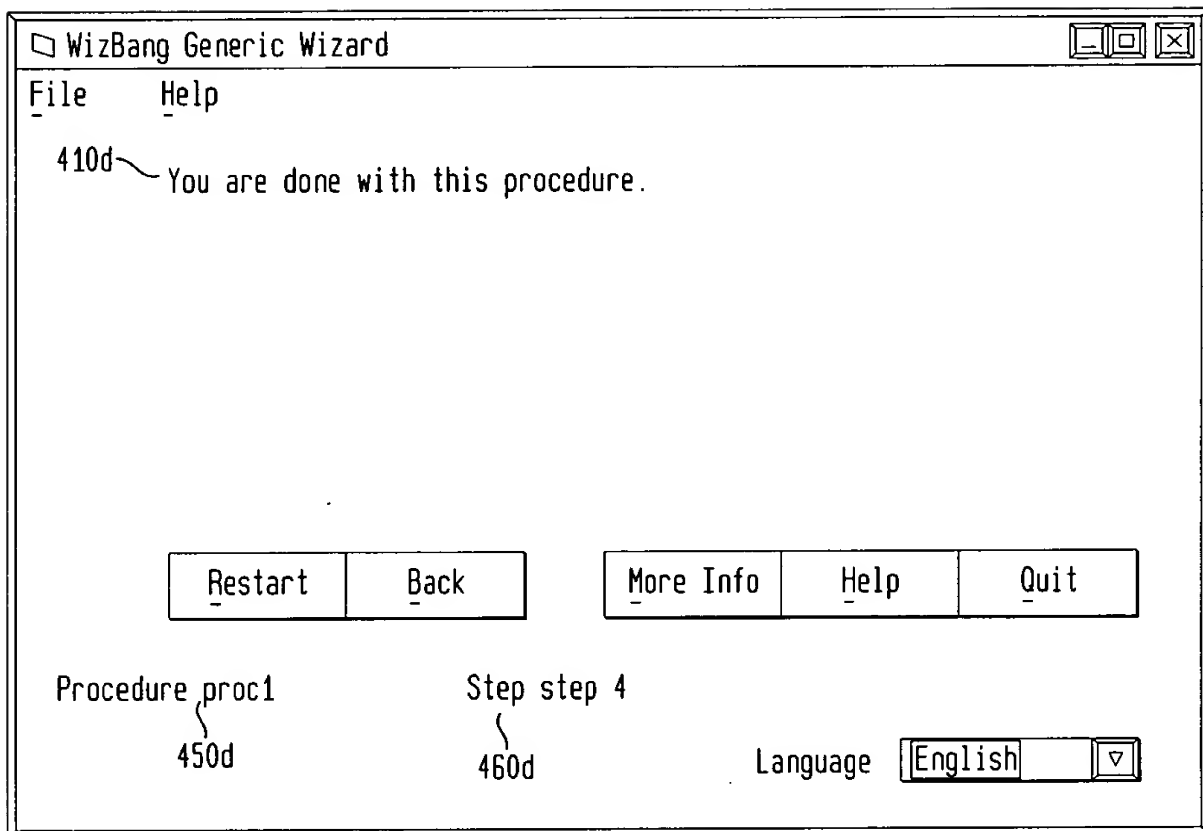 WizBang Generic Wizard
File Help
410d
You are done with this procedure.
Restart Back More Info Help Quit
Procedure proc1 Step step 4
450d 460d
Language English